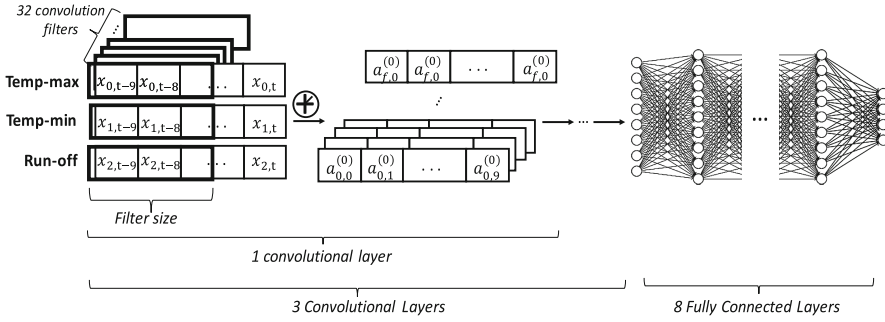 32 convolution
filters
...
Temp-max x0,t−9 x0,t−8 ... x0,t
Temp-min x1,t−9 x1,t−8 ... x1,t
Run-off x2,t−9 x2,t−8 ... x2,t
Filter size
a(0)f,0 a(0)f,0 ... a(0)f,0
...
a(0)0,0 a(0)0,1 ... a(0)0,9
...
...
1 convolutional layer
3 Convolutional Layers
8 Fully Connected Layers